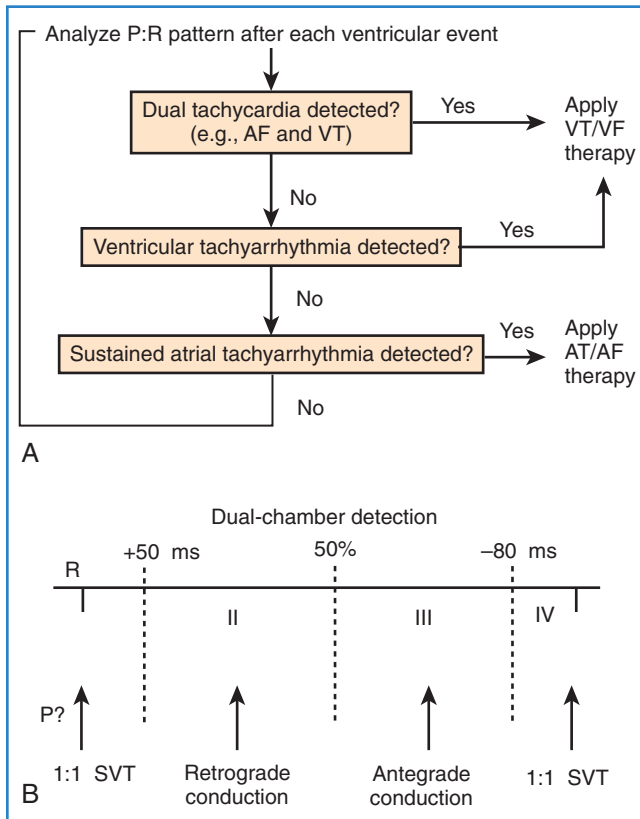 Analyze P:R pattern after each ventricular event
Dual tachycardia detected?
(e.g., AF and VT)
Yes
Apply
VT/VF
therapy
No
Ventricular tachyarrhythmia detected?
Yes
No
Sustained atrial tachyarrhythmia detected?
Yes
Apply
AT/AF
therapy
No
A
Dual-chamber detection
+50 ms
50%
–80 ms
R
II
III
IV
P?
1:1 SVT
Retrograde
conduction
Antegrade
conduction
1:1 SVT
B